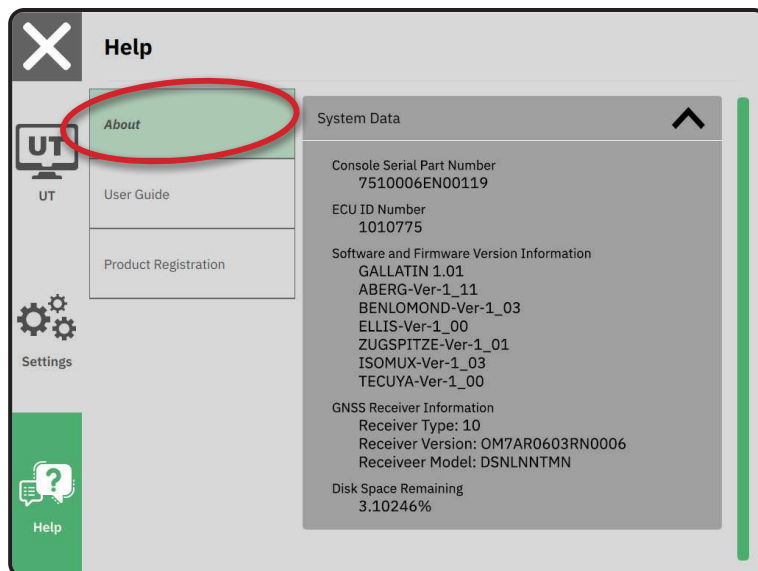 Help
About
User Guide
Product Registration
UT
UT
Settings
?
Help
System Data
Console Serial Part Number
7510006EN00119
ECU ID Number
1010775
Software and Firmware Version Information
GALLATIN 1.01
ABERG-Ver-1_11
BENLOMOND-Ver-1_03
ELLIS-Ver-1_00
ZUGSPITZE-Ver-1_01
ISOMUX-Ver-1_03
TECUYA-Ver-1_00
GNSS Receiver Information
Receiver Type: 10
Receiver Version: OM7AR0603RN0006
Receiveer Model: DSNLNNTMN
Disk Space Remaining
3.10246%